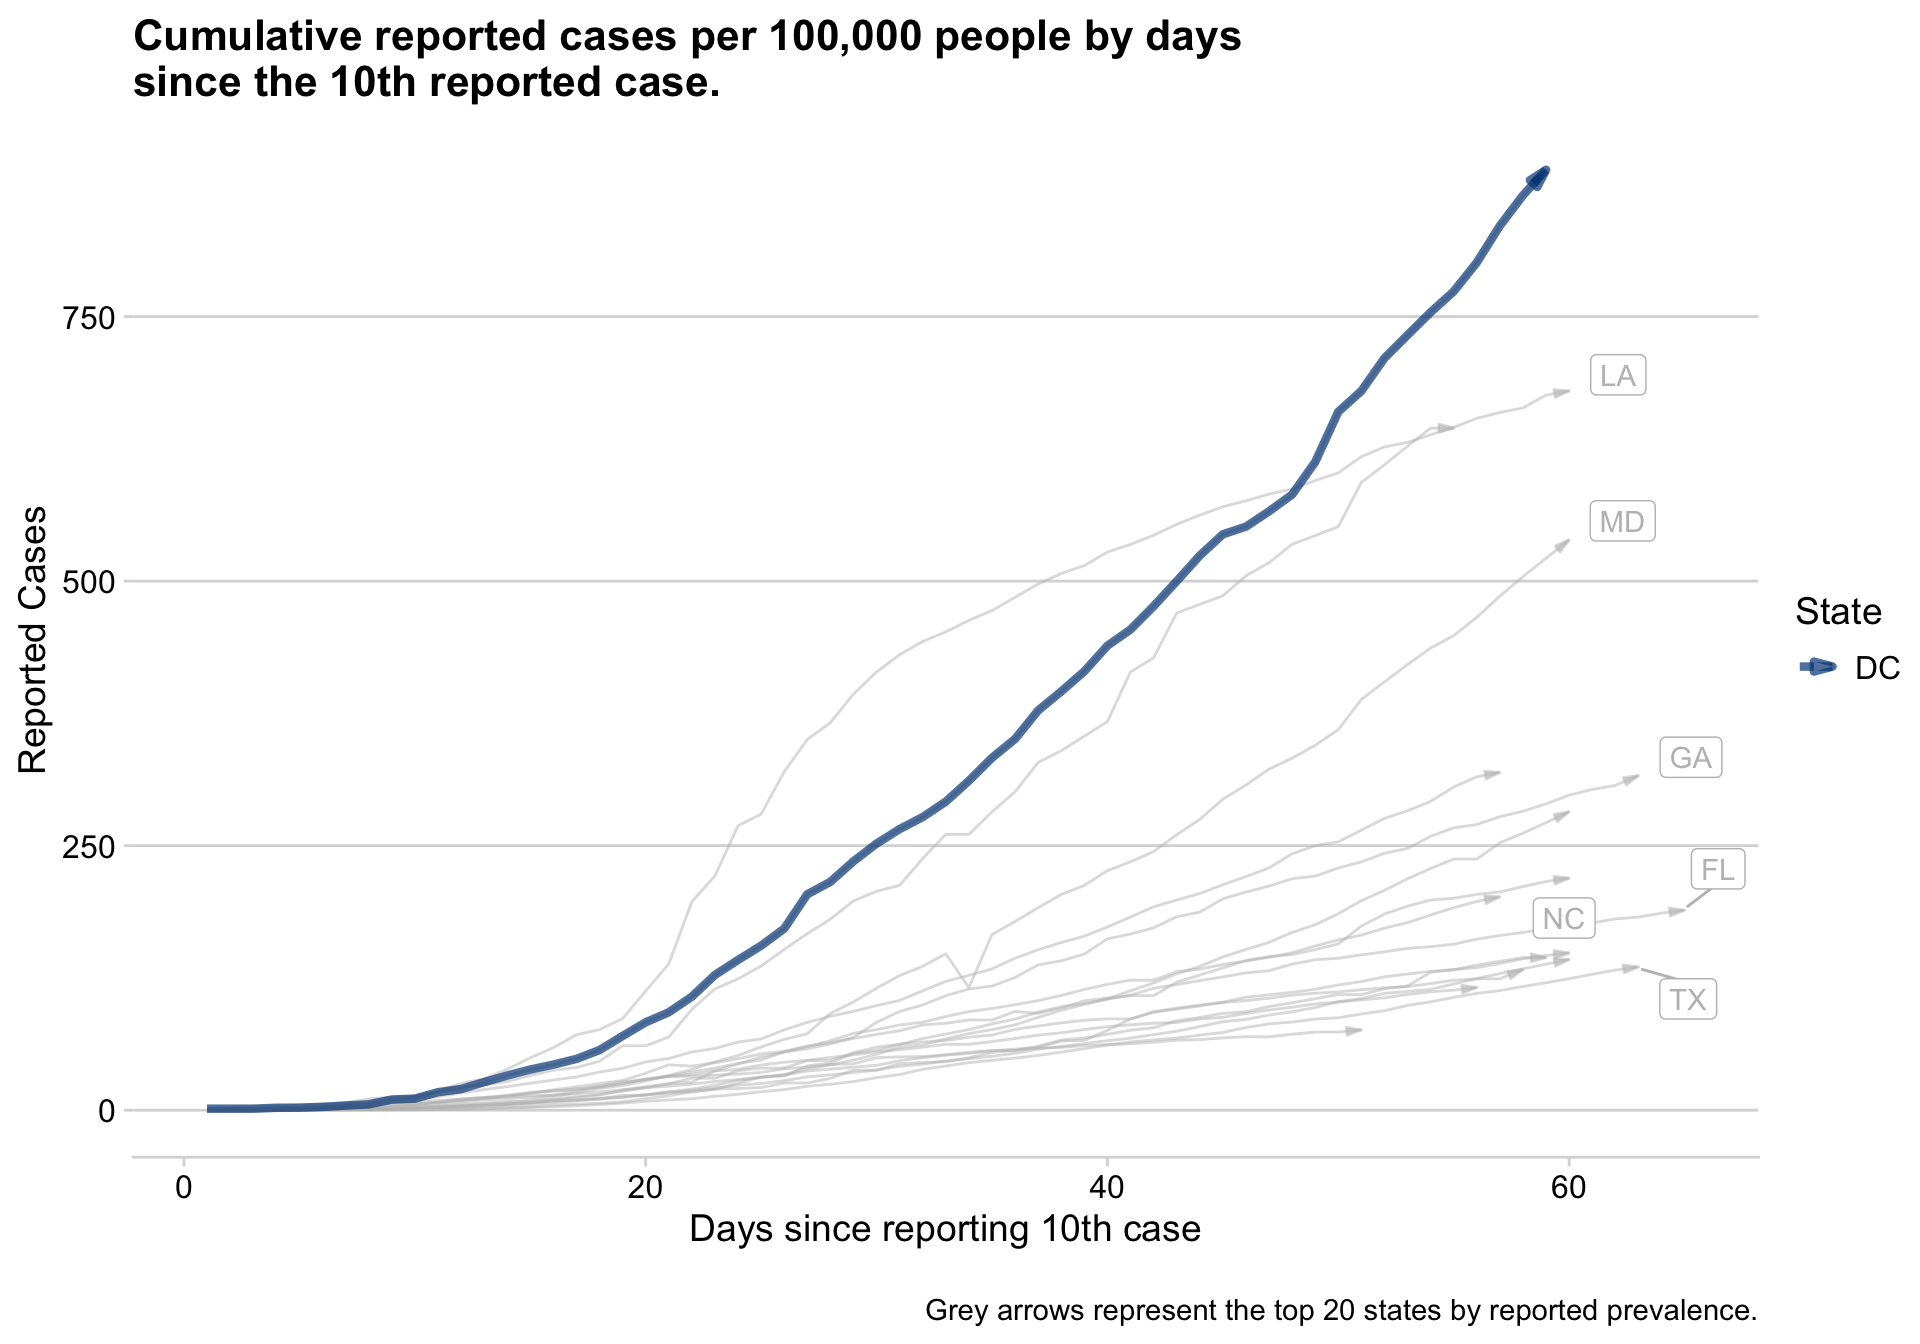 Cumulative reported cases per 100,000 people by days
since the 10th reported case.
Reported Cases
750
500
250
0
LA
MD
GA
FL
NC
TX
State
DC
0 20 40 60
Days since reporting 10th case
Grey arrows represent the top 20 states by reported prevalence.